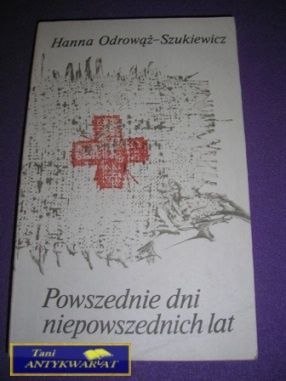 Hanna Odrowąż-Szukiewicz
Powszednie dni
niepowszednich lat
Tani
ANTYKWARIAT